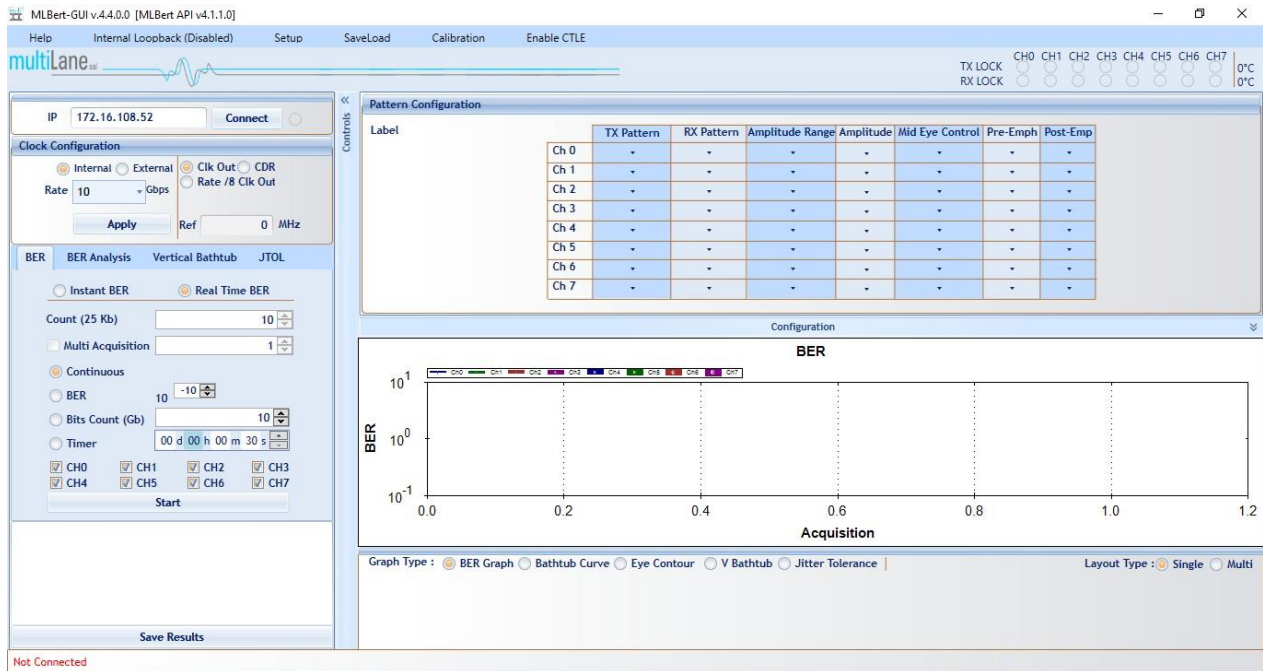 MLBert-GUI v.4.4.0.0 [MLBert API v4.1.1.0]
Help Internal Loopback (Disabled) Setup SaveLoad Calibration Enable CTLE
multiLane
CH0 CH1 CH2 CH3 CH4 CH5 CH6 CH7
TX LOCK 0°C
RX LOCK 0°C
IP 172.16.108.52 Connect
Clock Configuration
Internal External Clk Out CDR
Rate /8 Clk Out
Rate 10 Gbps
Apply Ref 0 MHz
BER BER Analysis Vertical Bathtub JTOL
Instant BER Real Time BER
Count (25 Kb) 10
Multi Acquisition 1
Continuous
BER 10 -10
Bits Count (Gb) 10
Timer 00 d 00 h 00 m 30 s
CH0 CH1 CH2 CH3
CH4 CH5 CH6 CH7
Start
Save Results
Controls
Pattern Configuration
Label
TX Pattern RX Pattern Amplitude Range Amplitude Mid Eye Control Pre-Emph Post-Emp
Ch 0
Ch 1
Ch 2
Ch 3
Ch 4
Ch 5
Ch 6
Ch 7
Configuration
BER
Ch0 Ch1 Ch2 Ch3 Ch4 Ch5 Ch6 Ch7
BER
10^1
10^0
10^-1
0.0 0.2 0.4 0.6 0.8 1.0 1.2
Acquisition
Graph Type : BER Graph Bathtub Curve Eye Contour V Bathtub Jitter Tolerance Layout Type : Single Multi
Not Connected